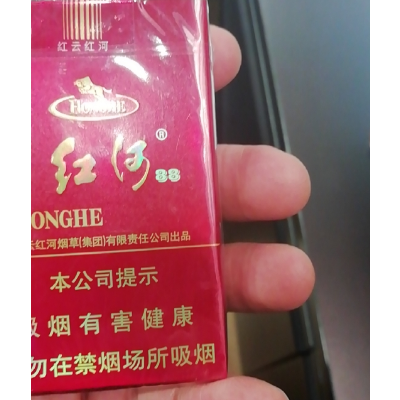 红云红河
HONGHE
红河® 88
ONGHE
云红河烟草(集团)有限责任公司出品
本公司提示
吸烟有害健康
勿在禁烟场所吸烟